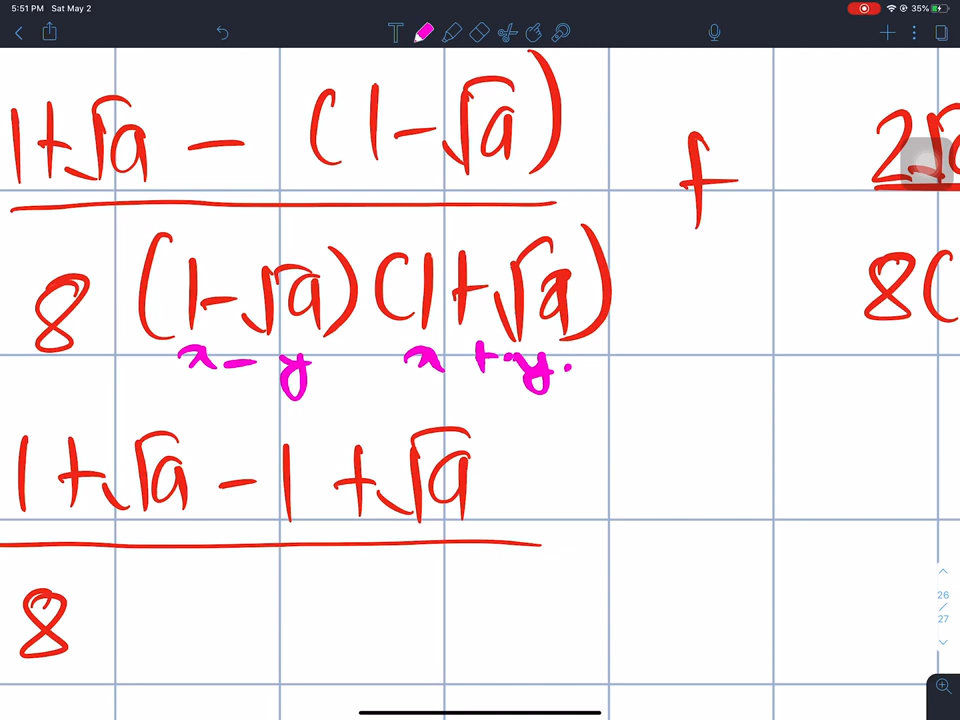 5:51 PM Sat May 2 35%
T
1+√a − (1−√a) + 2√a
8 (1−√a)(1+√a) 8(
x − y x + y.
1+√a − 1 + √a
8
26
/
27